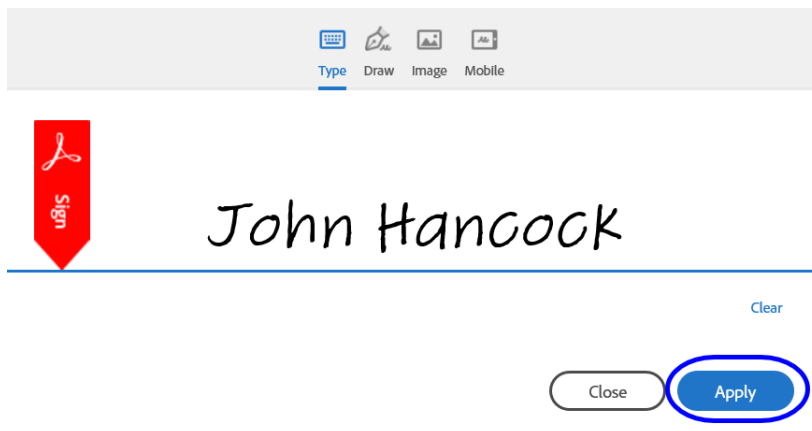 Type Draw Image Mobile
Sign
John Hancock
Clear
Close Apply